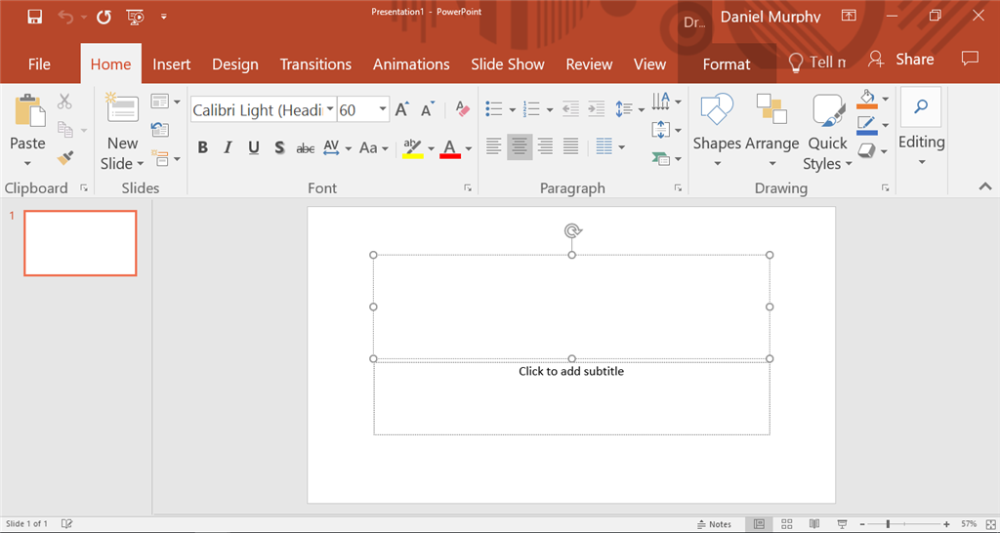 Presentation1 - PowerPoint
Dr...
Daniel Murphy
File Home Insert Design Transitions Animations Slide Show Review View Format Tell Share
Calibri Light (Headi 60
Paste
New
Slide
B I U S abc AV Aa aby A
Shapes Arrange Quick
Styles
Editing
Clipboard Slides Font Paragraph Drawing
1
Click to add subtitle
Slide 1 of 1 Notes 57%